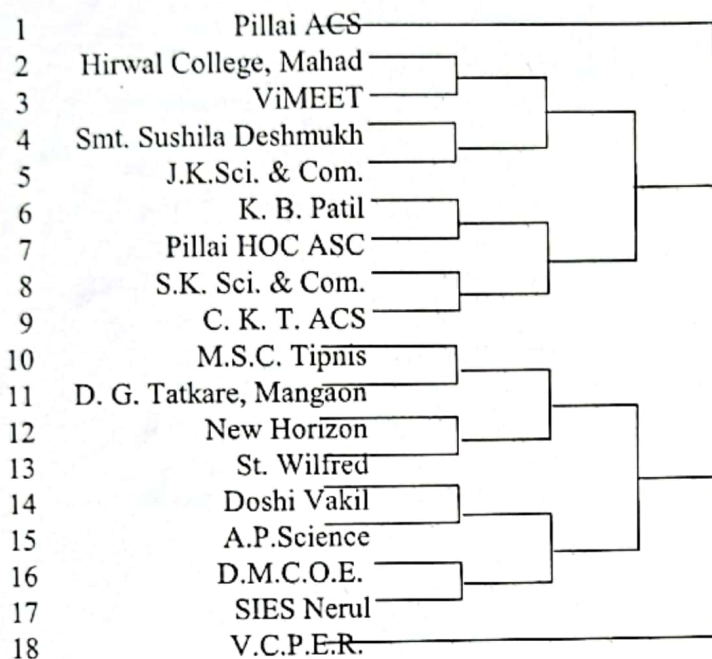 1 Pillai ACS
2 Hirwal College, Mahad
3 ViMEET
4 Smt. Sushila Deshmukh
5 J.K.Sci. & Com.
6 K. B. Patil
7 Pillai HOC ASC
8 S.K. Sci. & Com.
9 C. K. T. ACS
10 M.S.C. Tipnis
11 D. G. Tatkare, Mangaon
12 New Horizon
13 St. Wilfred
14 Doshi Vakil
15 A.P.Science
16 D.M.C.O.E.
17 SIES Nerul
18 V.C.P.E.R.